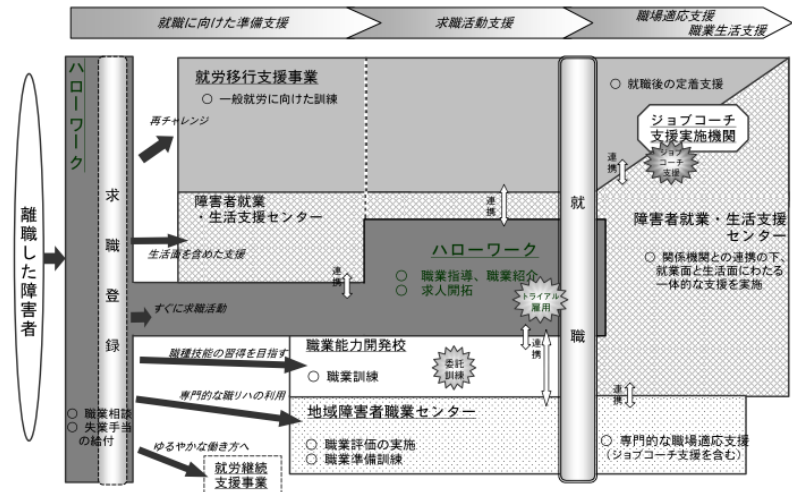 就職に向けた準備支援
求職活動支援
職場適応支援
職業生活支援
離職した障害者
ハローワーク
求職登録
○ 職業相談
○ 失業手当
の給付
再チャレンジ
生活面を含めた支援
すぐに求職活動
職種技能の習得を目指す
専門的な職リハの利用
ゆるやかな働き方へ
就労移行支援事業
○ 一般就労に向けた訓練
障害者就業
・生活支援センター
連携
連携
ハローワーク
○ 職業指導、職業紹介
○ 求人開拓
トライアル
雇用
連携
職業能力開発校
○ 職業訓練
委託
訓練
地域障害者職業センター
○ 職業評価の実施
○ 職業準備訓練
就労継続
支援事業
就職
○ 就職後の定着支援
ジョブコーチ
支援実施機関
ジョブ
コーチ
支援
連携
障害者就業・生活支援
センター
○ 関係機関との連携の下、
就業面と生活面にわたる
一体的な支援を実施
連携
○ 専門的な職場適応支援
（ジョブコーチ支援を含む）